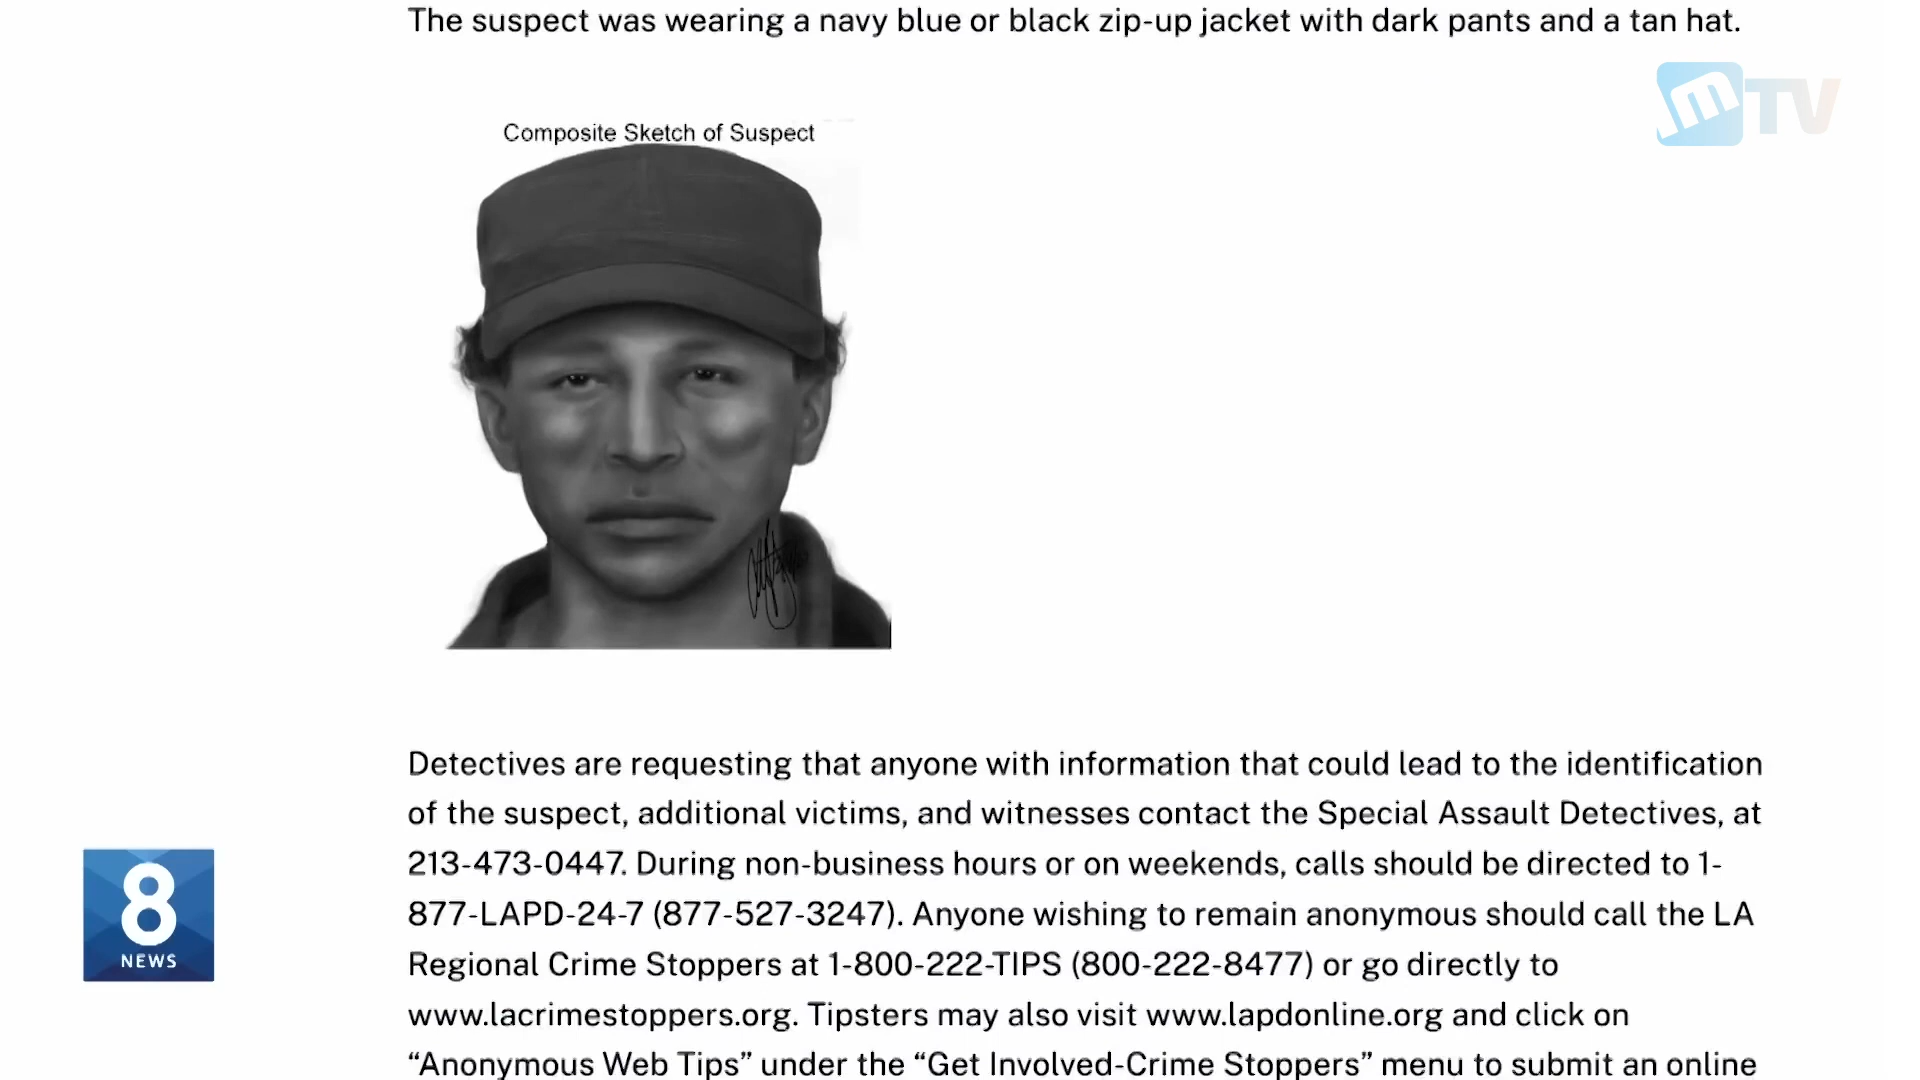 The suspect was wearing a navy blue or black zip-up jacket with dark pants and a tan hat.
mTV
Composite Sketch of Suspect
Detectives are requesting that anyone with information that could lead to the identification
of the suspect, additional victims, and witnesses contact the Special Assault Detectives, at
213-473-0447. During non-business hours or on weekends, calls should be directed to 1-
877-LAPD-24-7 (877-527-3247). Anyone wishing to remain anonymous should call the LA
Regional Crime Stoppers at 1-800-222-TIPS (800-222-8477) or go directly to
www.lacrimestoppers.org. Tipsters may also visit www.lapdonline.org and click on
“Anonymous Web Tips” under the “Get Involved-Crime Stoppers” menu to submit an online
8
NEWS